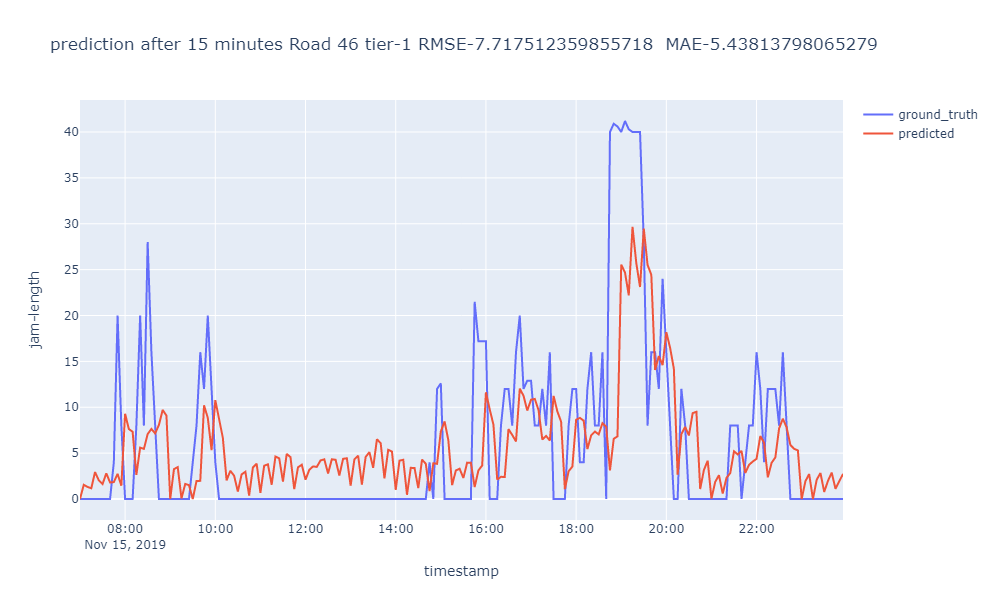 prediction after 15 minutes Road 46 tier-1 RMSE-7.717512359855718  MAE-5.43813798065279
ground_truth
predicted
40
35
30
25
20
15
10
5
0
jam-length
08:00 10:00 12:00 14:00 16:00 18:00 20:00 22:00
Nov 15, 2019
timestamp